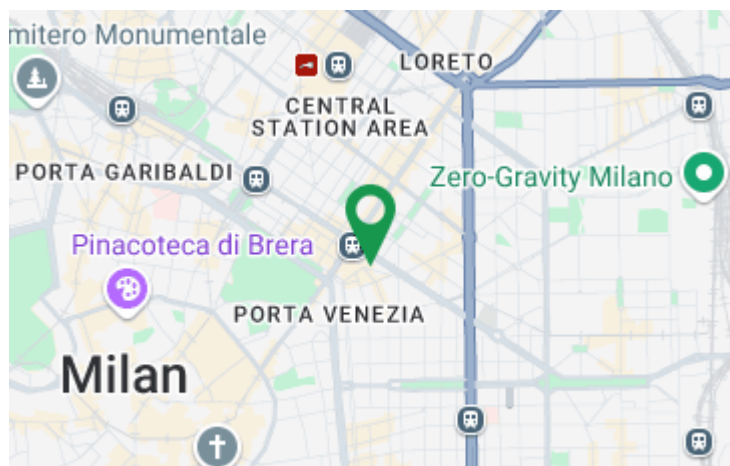 mitero Monumentale
LORETO
CENTRAL
STATION AREA
PORTA GARIBALDI
Zero-Gravity Milano
Pinacoteca di Brera
PORTA VENEZIA
Milan